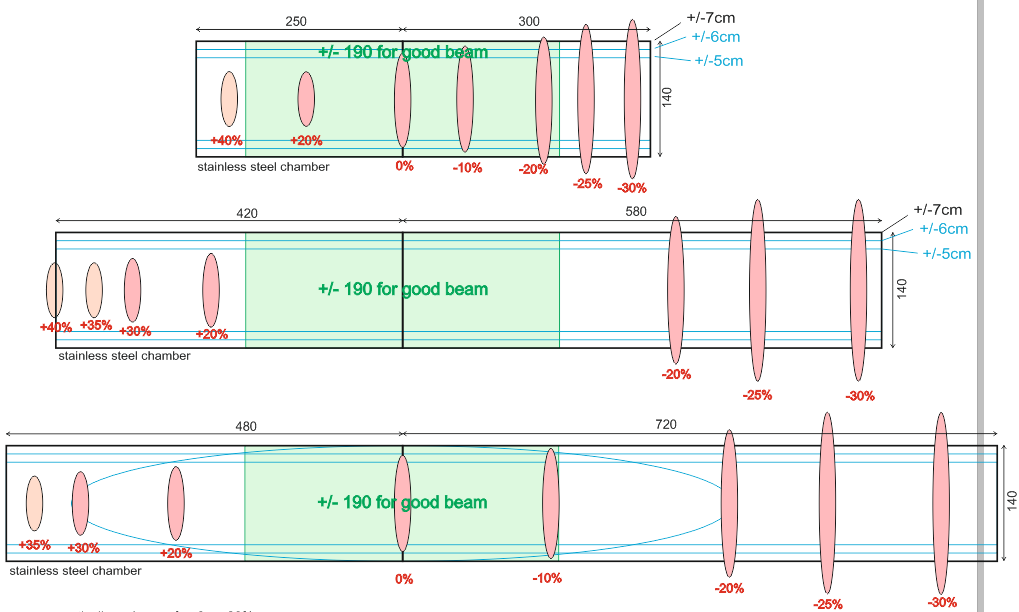 250 300 +/-7cm
+/-6cm
+/- 190 for good beam
+/-5cm
140
+40% +20%
0% -10% -20%
stainless steel chamber
-25% -30%
420 580 +/-7cm
+/-6cm
+/-5cm
+/- 190 for good beam
140
+40% +35% +30% +20%
stainless steel chamber
-20%
-25% -30%
480 720
+/- 190 for good beam
140
+35% +30% +20%
stainless steel chamber
0% -10%
-20%
-25% -30%